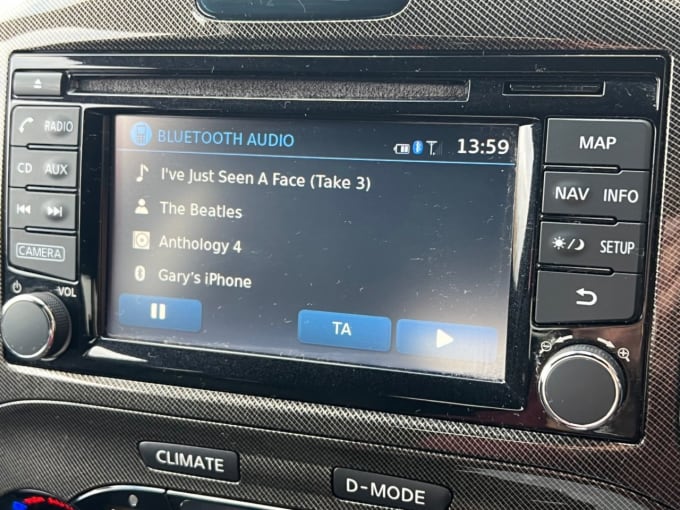 BLUETOOTH AUDIO
13:59
I've Just Seen A Face (Take 3)
The Beatles
Anthology 4
Gary's iPhone
TA
RADIO
CD AUX
CAMERA
VOL
MAP
NAV INFO
SETUP
CLIMATE
D-MODE